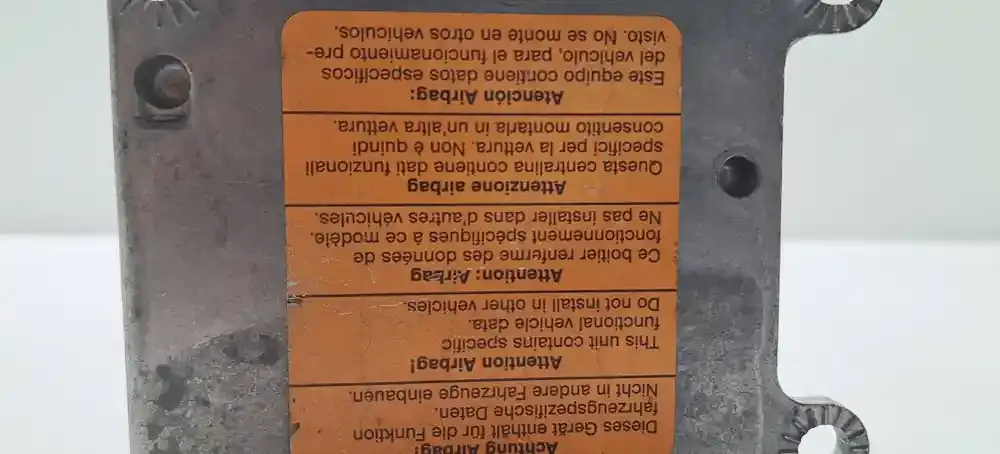 Achtung Airbag!
Dieses Gerät enthält für die Funktion
fahrzeugspezifische Daten.
Nicht in andere Fahrzeuge einbauen.
Attention Airbag!
This unit contains specific
functional vehicle data.
Do not install in other vehicles.
Attention: Airbag
Ce boitier renferme des données de
fonctionnement spécifiques à ce modèle.
Ne pas installer dans d'autres véhicules.
Attenzione airbag
Questa centralina contiene dati funzionali
specifici per la vettura. Non è quindi
consentito montarla in un'altra vettura.
Atención Airbag:
Este equipo contiene datos específicos
del vehículo, para el funcionamiento pre-
visto. No se monte en otros vehículos.